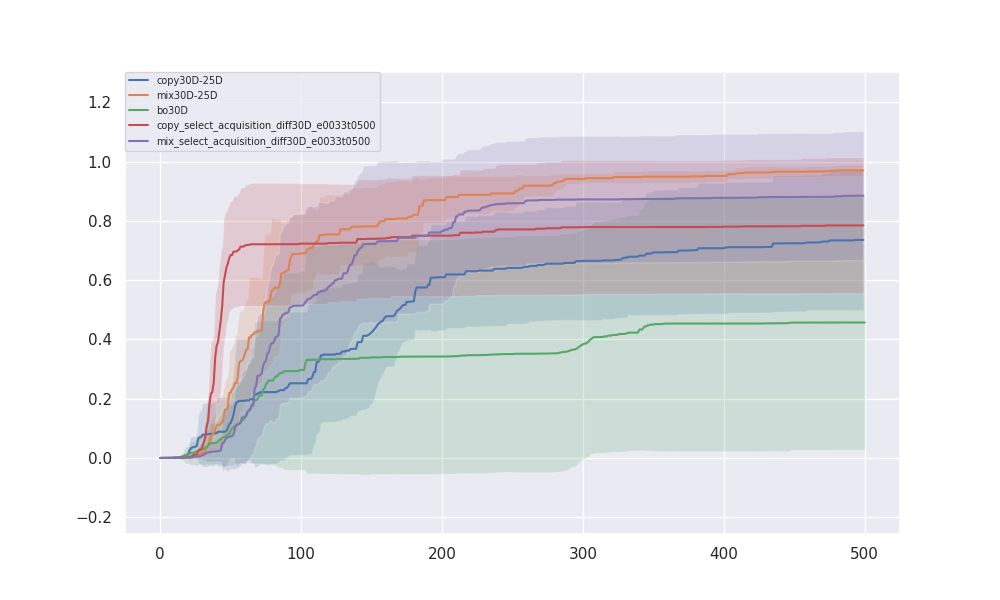 copy30D-25D
mix30D-25D
bo30D
copy_select_acquisition_diff30D_e0033t0500
mix_select_acquisition_diff30D_e0033t0500
1.2
1.0
0.8
0.6
0.4
0.2
0.0
−0.2
0 100 200 300 400 500